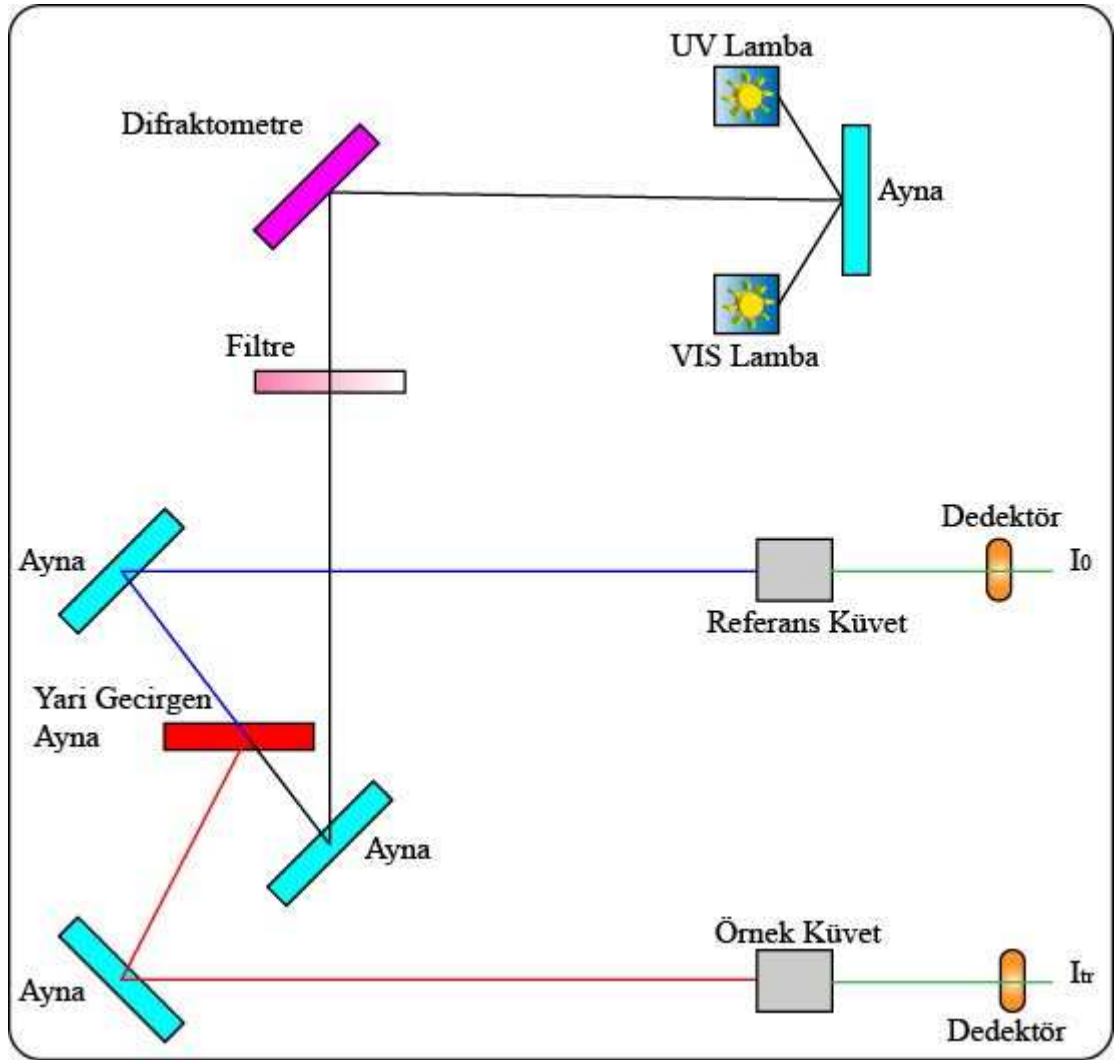 UV Lamba
Difraktometre
Ayna
VIS Lamba
Filtre
Dedektör
Ayna
I0
Referans Küvet
Yari Gecirgen
Ayna
Ayna
Örnek Küvet
Ayna
Itr
Dedektör